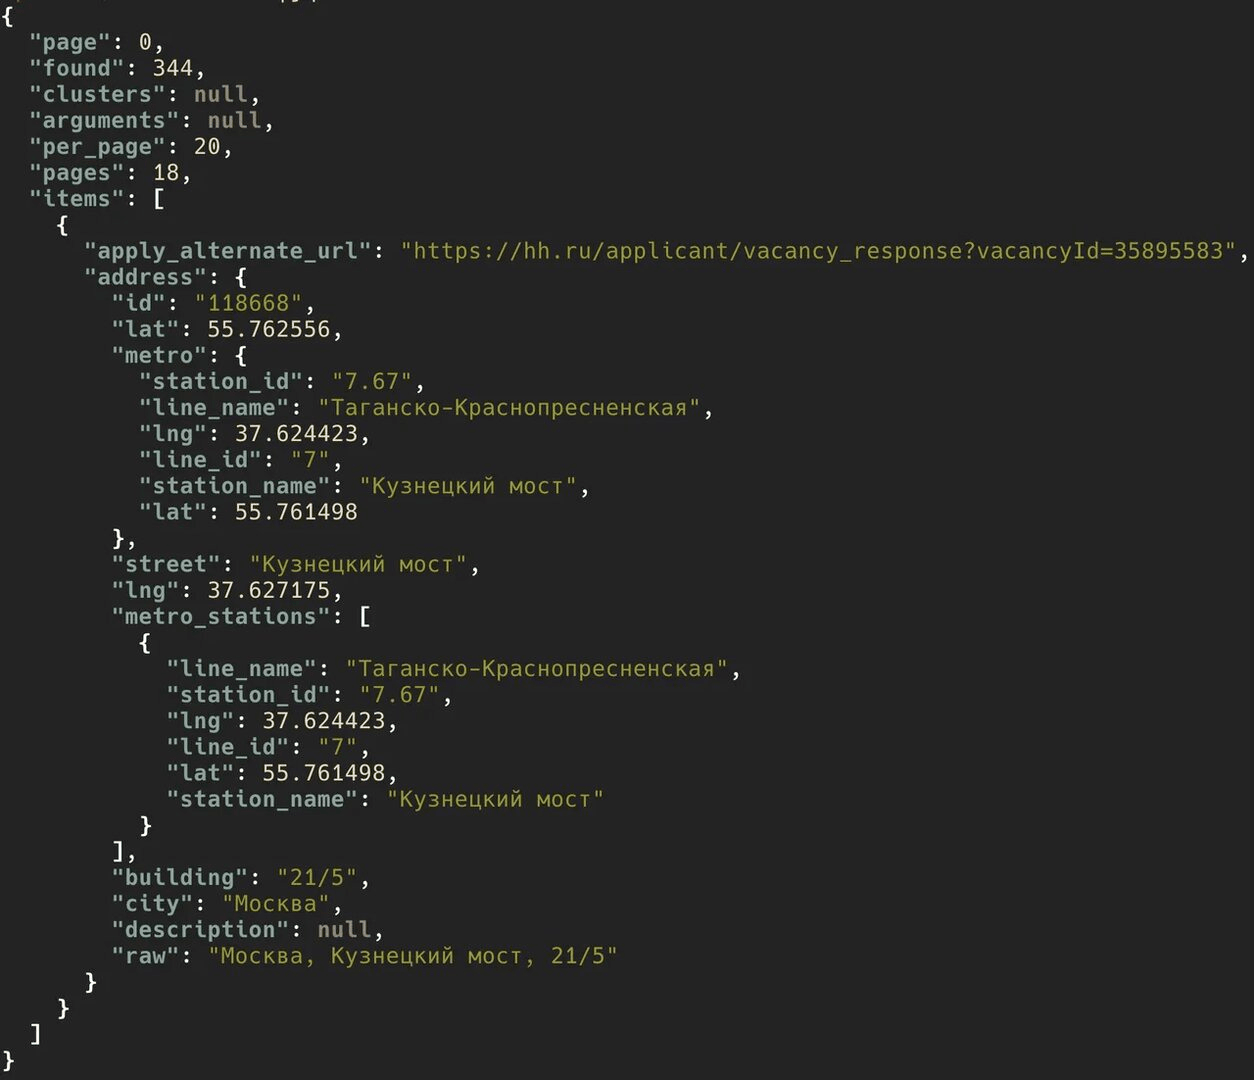 {
"page": 0,
"found": 344,
"clusters": null,
"arguments": null,
"per_page": 20,
"pages": 18,
"items": [
{
"apply_alternate_url": "https://hh.ru/applicant/vacancy_response?vacancyId=35895583",
"address": {
"id": "118668",
"lat": 55.762556,
"metro": {
"station_id": "7.67",
"line_name": "Таганско-Краснопресненская",
"lng": 37.624423,
"line_id": "7",
"station_name": "Кузнецкий мост",
"lat": 55.761498
},
"street": "Кузнецкий мост",
"lng": 37.627175,
"metro_stations": [
{
"line_name": "Таганско-Краснопресненская",
"station_id": "7.67",
"lng": 37.624423,
"line_id": "7",
"lat": 55.761498,
"station_name": "Кузнецкий мост"
}
],
"building": "21/5",
"city": "Москва",
"description": null,
"raw": "Москва, Кузнецкий мост, 21/5"
}
}
]
}